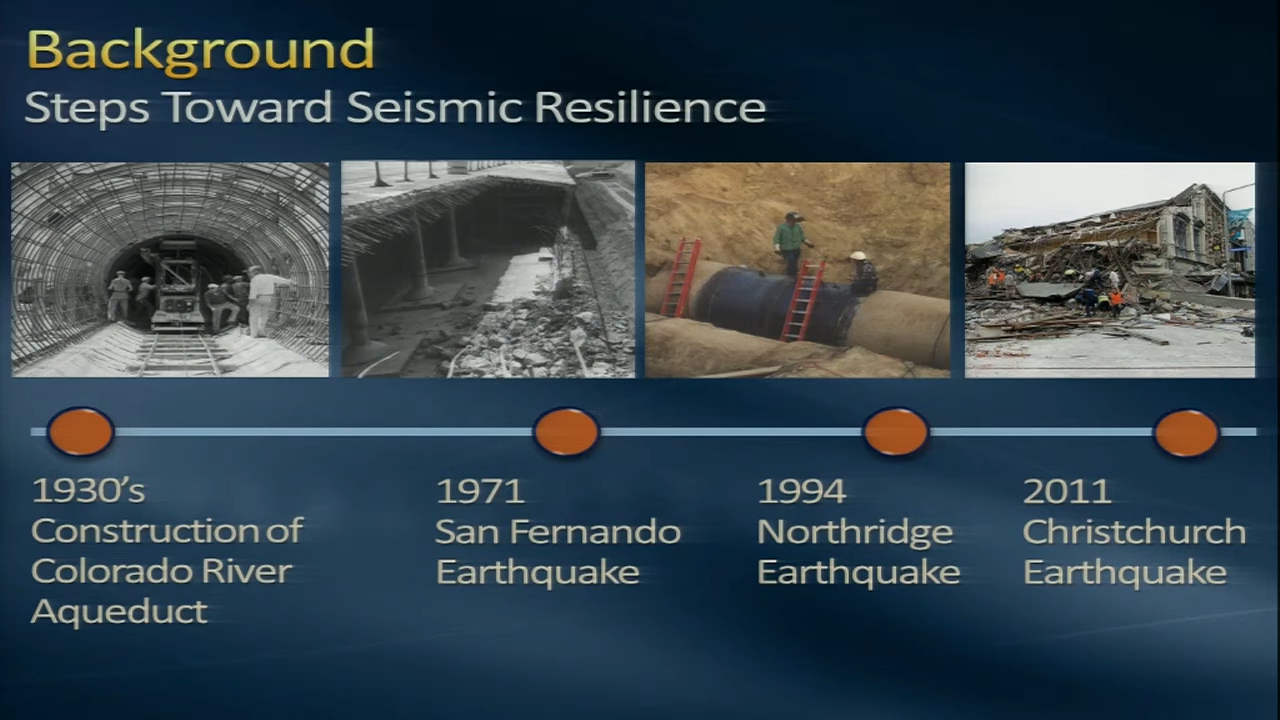 Background
Steps Toward Seismic Resilience
1930's
Construction of
Colorado River
Aqueduct
1971
San Fernando
Earthquake
1994
Northridge
Earthquake
2011
Christchurch
Earthquake